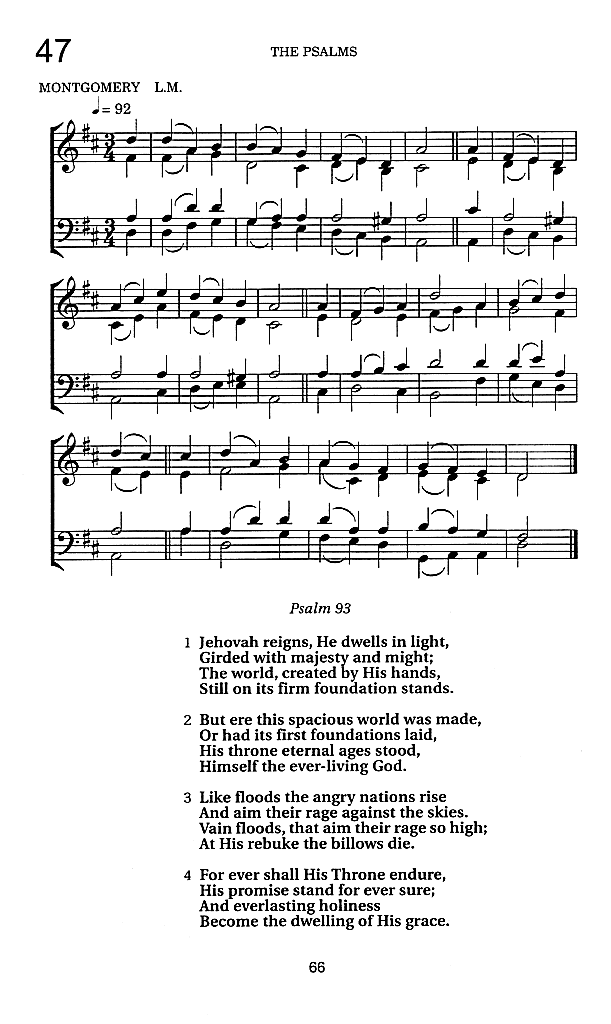 47
THE PSALMS
MONTGOMERY L.M.
♩= 92
3
4
3
4
Psalm 93
1 Jehovah reigns, He dwells in light,
Girded with majesty and might;
The world, created by His hands,
Still on its firm foundation stands.
2 But ere this spacious world was made,
Or had its first foundations laid,
His throne eternal ages stood,
Himself the ever-living God.
3 Like floods the angry nations rise
And aim their rage against the skies.
Vain floods, that aim their rage so high;
At His rebuke the billows die.
4 For ever shall His Throne endure,
His promise stand for ever sure;
And everlasting holiness
Become the dwelling of His grace.
66